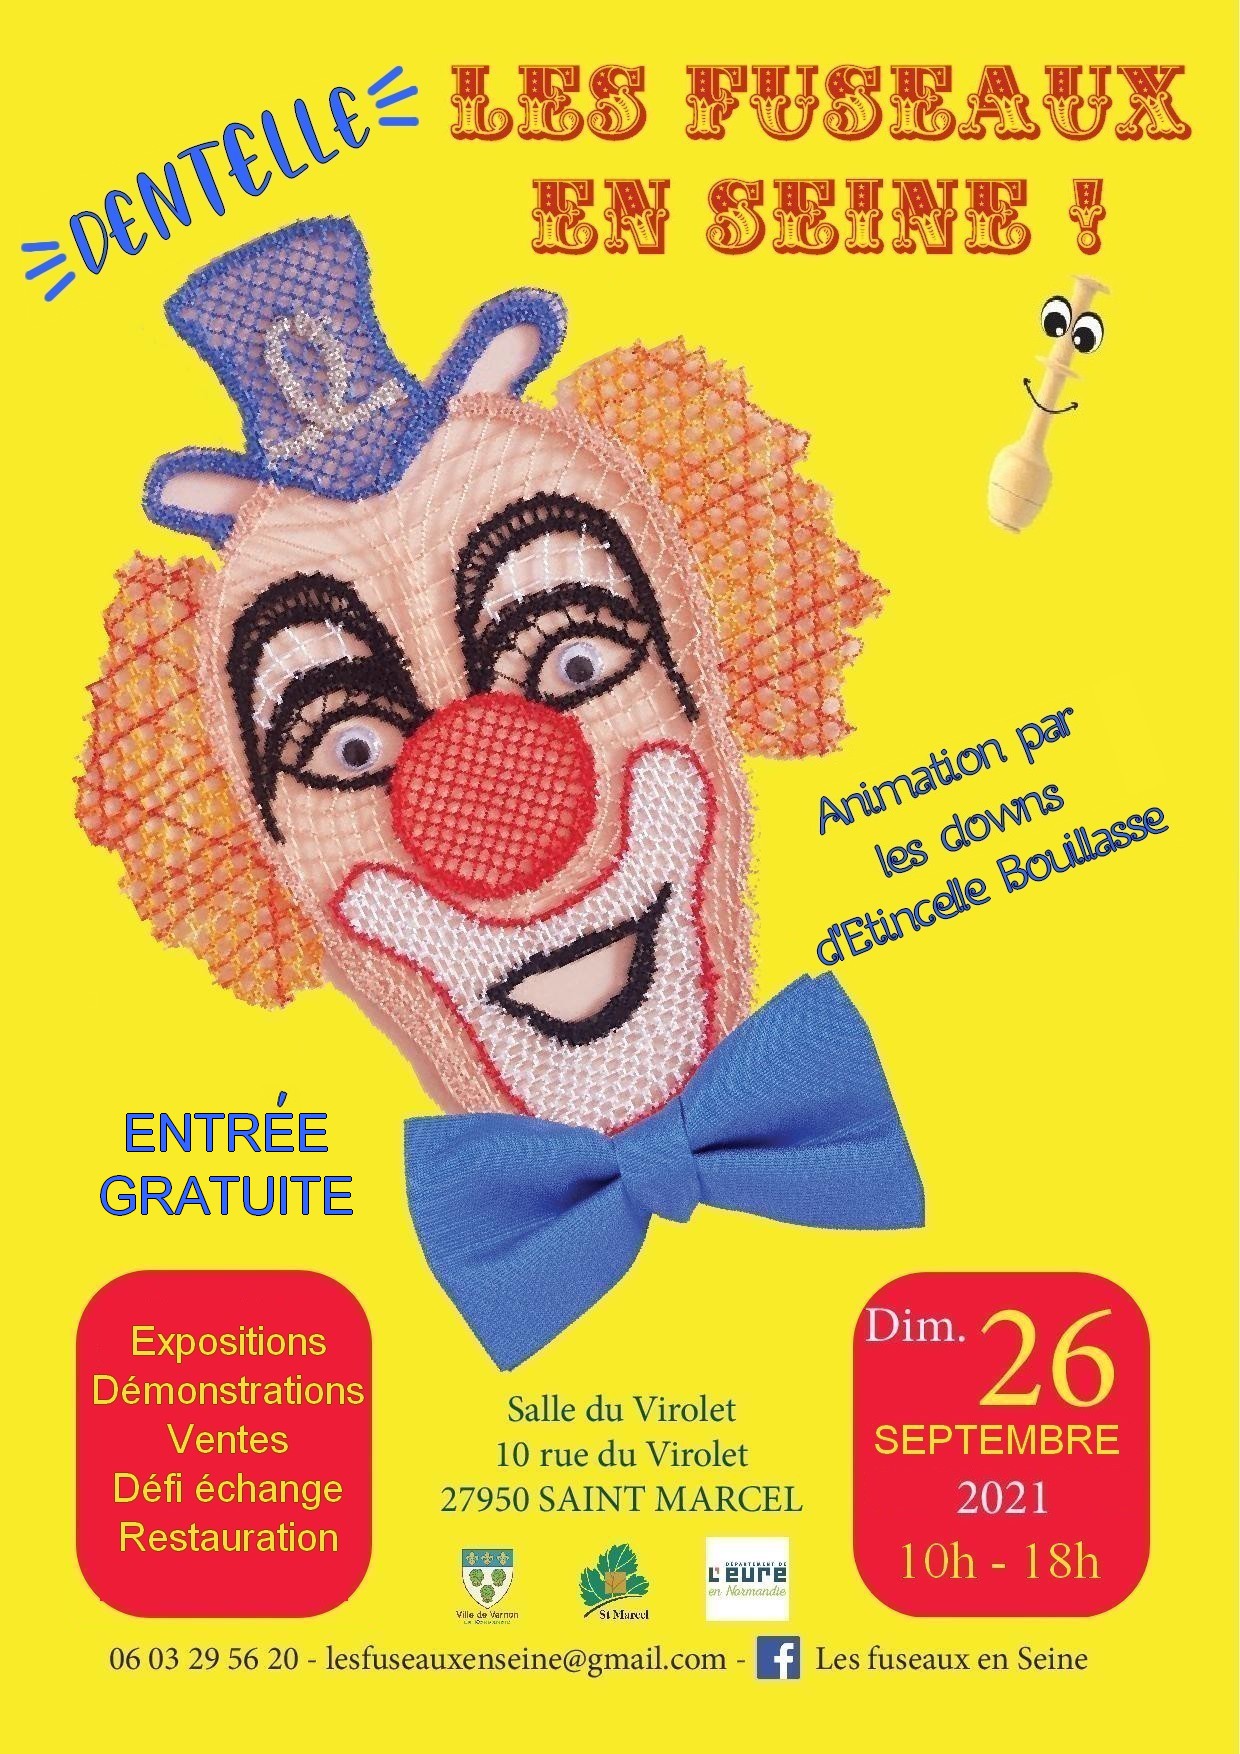 DENTELLE
LES FUSEAUX
EN SEINE !
Animation par
les clowns
d'Etincelle Bouillasse
ENTRÉE
GRATUITE
Expositions
Démonstrations
Ventes
Défi échange
Restauration
Salle du Virolet
10 rue du Virolet
27950 SAINT MARCEL
Dim. 26
SEPTEMBRE
2021
10h - 18h
Ville de Vernon
St Marcel
DÉPARTEMENT DE
L'EURE
en Normandie
06 03 29 56 20 - lesfuseauxenseine@gmail.com - f Les fuseaux en Seine